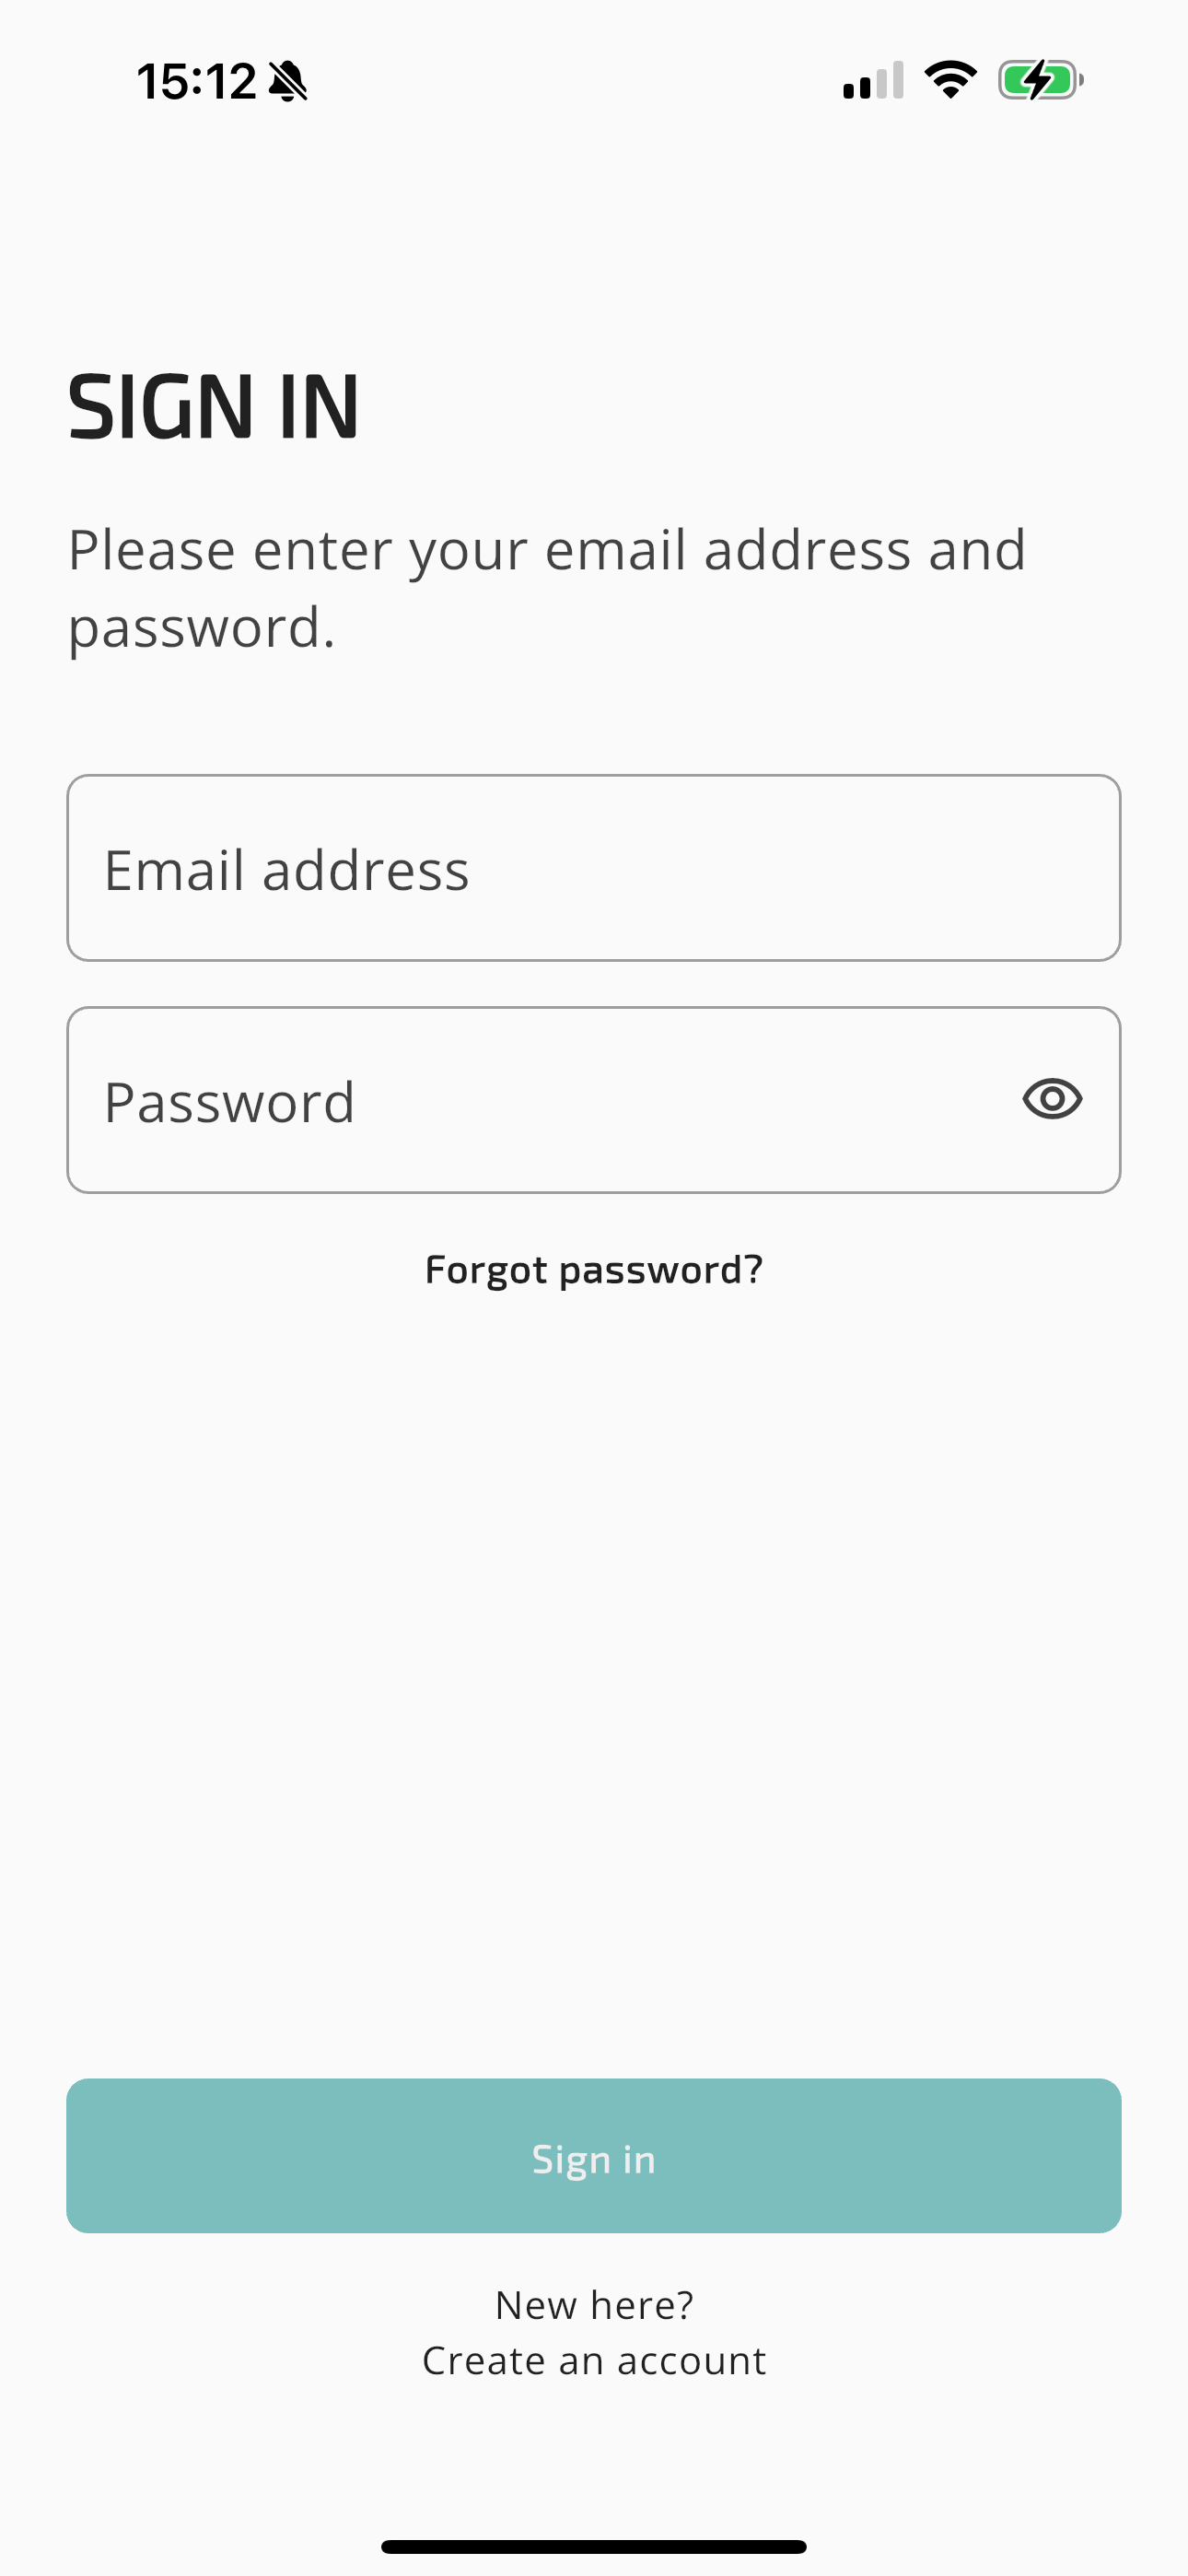 15:12
SIGN IN
Please enter your email address and
password.
Email address
Password
Forgot password?
Sign in
New here?
Create an account